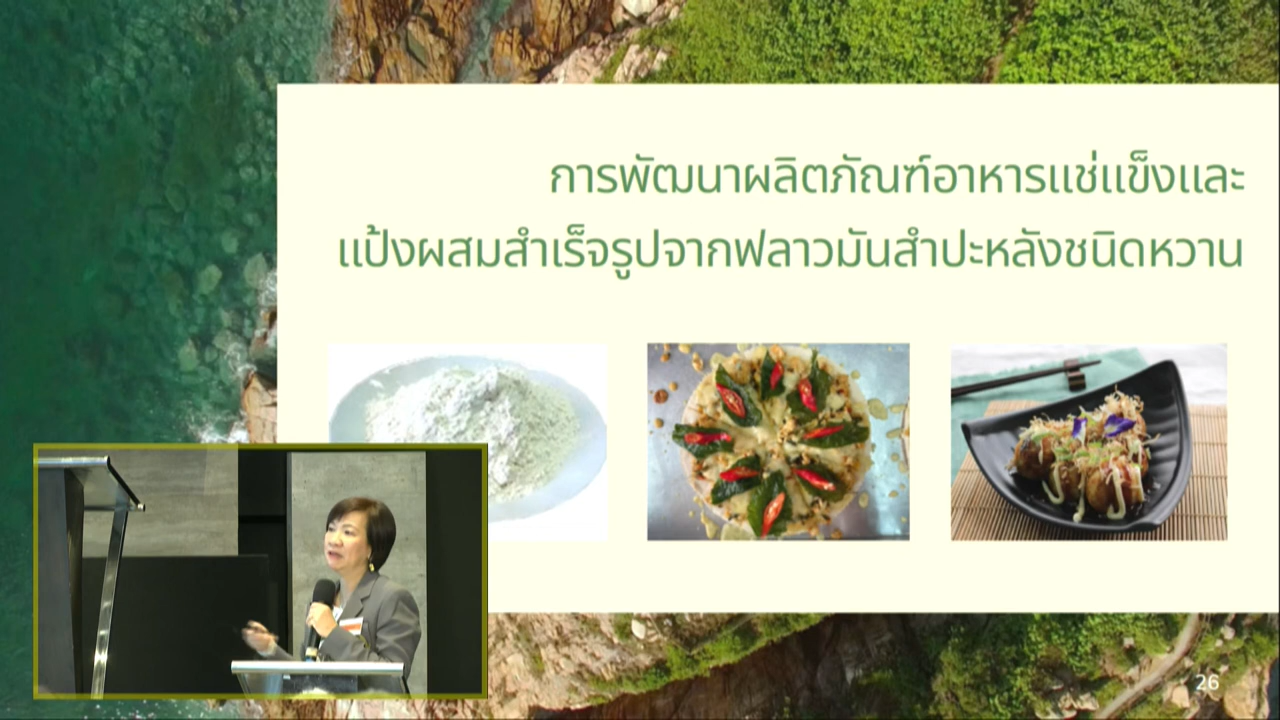 การพัฒนาผลิตภัณฑ์อาหารแช่แข็งและ
แป้งผสมสำเร็จรูปจากฟลาวมันสำปะหลังชนิดหวาน
26